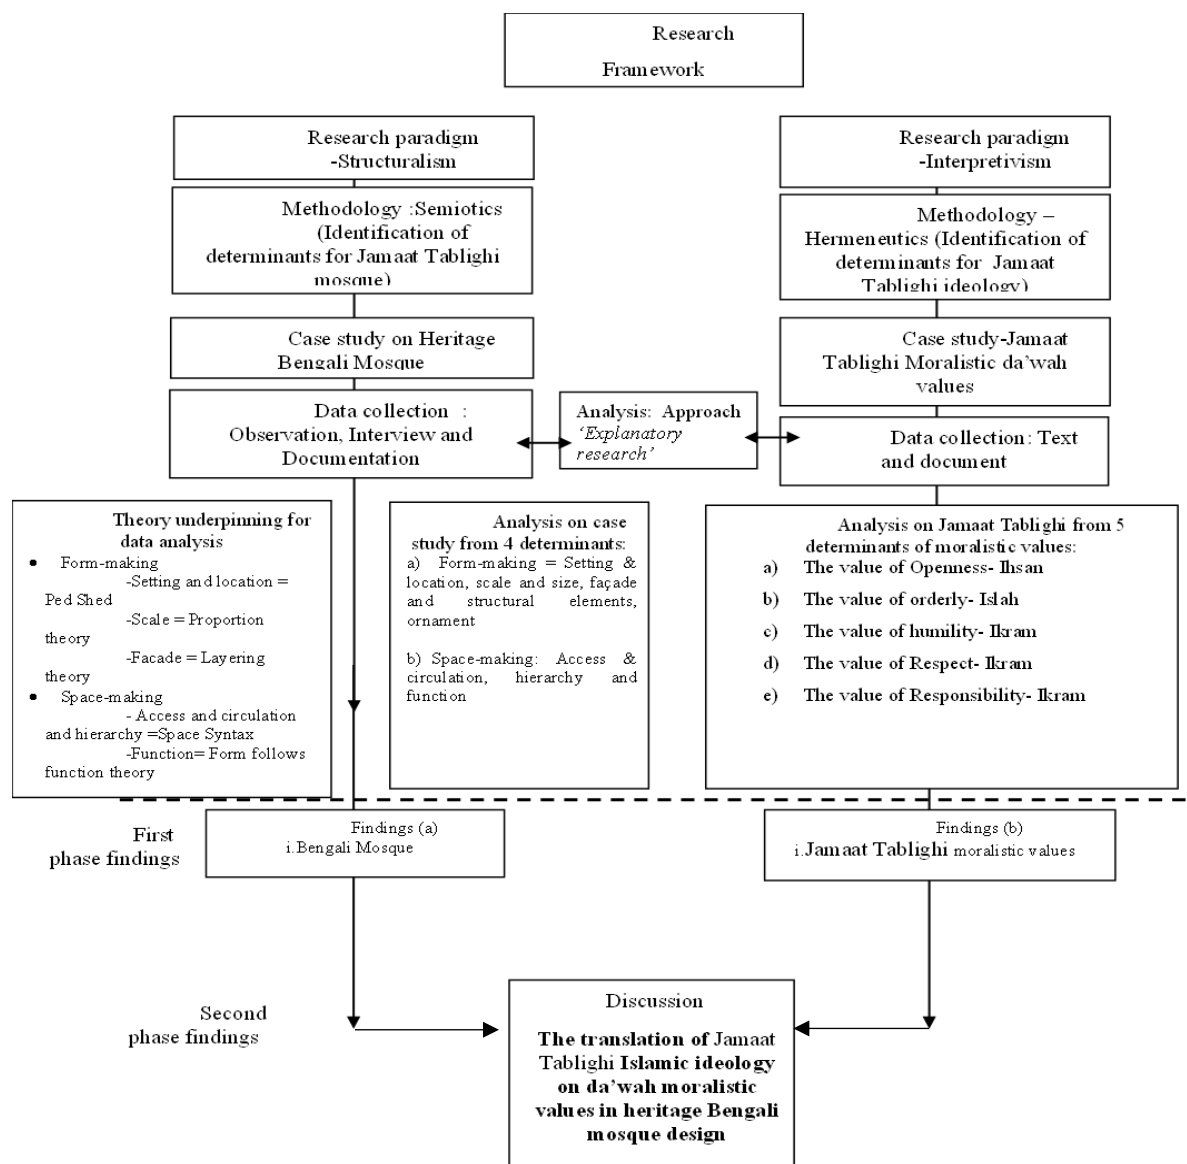 Research
Framework
Research paradigm
-Structuralism
Methodology :Semiotics
(Identification of
determinants for Jamaat Tablighi
mosque)
Case study on Heritage
Bengali Mosque
Data collection :
Observation, Interview and
Documentation
Research paradigm
-Interpretivism
Methodology –
Hermeneutics (Identification of
determinants for Jamaat
Tablighi ideology)
Case study-Jamaat
Tablighi Moralistic da’wah
values
Data collection: Text
and document
Analysis: Approach
‘Explanatory
research’
Theory underpinning for
data analysis
• Form-making
-Setting and location =
Ped Shed
-Scale = Proportion
theory
-Facade = Layering
theory
• Space-making
- Access and circulation
and hierarchy =Space Syntax
-Function= Form follows
function theory
Analysis on case
study from 4 determinants:
a) Form-making = Setting &
location, scale and size, façade
and structural elements,
ornament
b) Space-making: Access &
circulation, hierarchy and
function
Analysis on Jamaat Tablighi from 5
determinants of moralistic values:
a) The value of Openness- Ihsan
b) The value of orderly- Islah
c) The value of humility- Ikram
d) The value of Respect- Ikram
e) The value of Responsibility- Ikram
First
phase findings
Findings (a)
i.Bengali Mosque
Findings (b)
i.Jamaat Tablighi moralistic values
Second
phase findings
Discussion
The translation of Jamaat
Tablighi Islamic ideology
on da’wah moralistic
values in heritage Bengali
mosque design